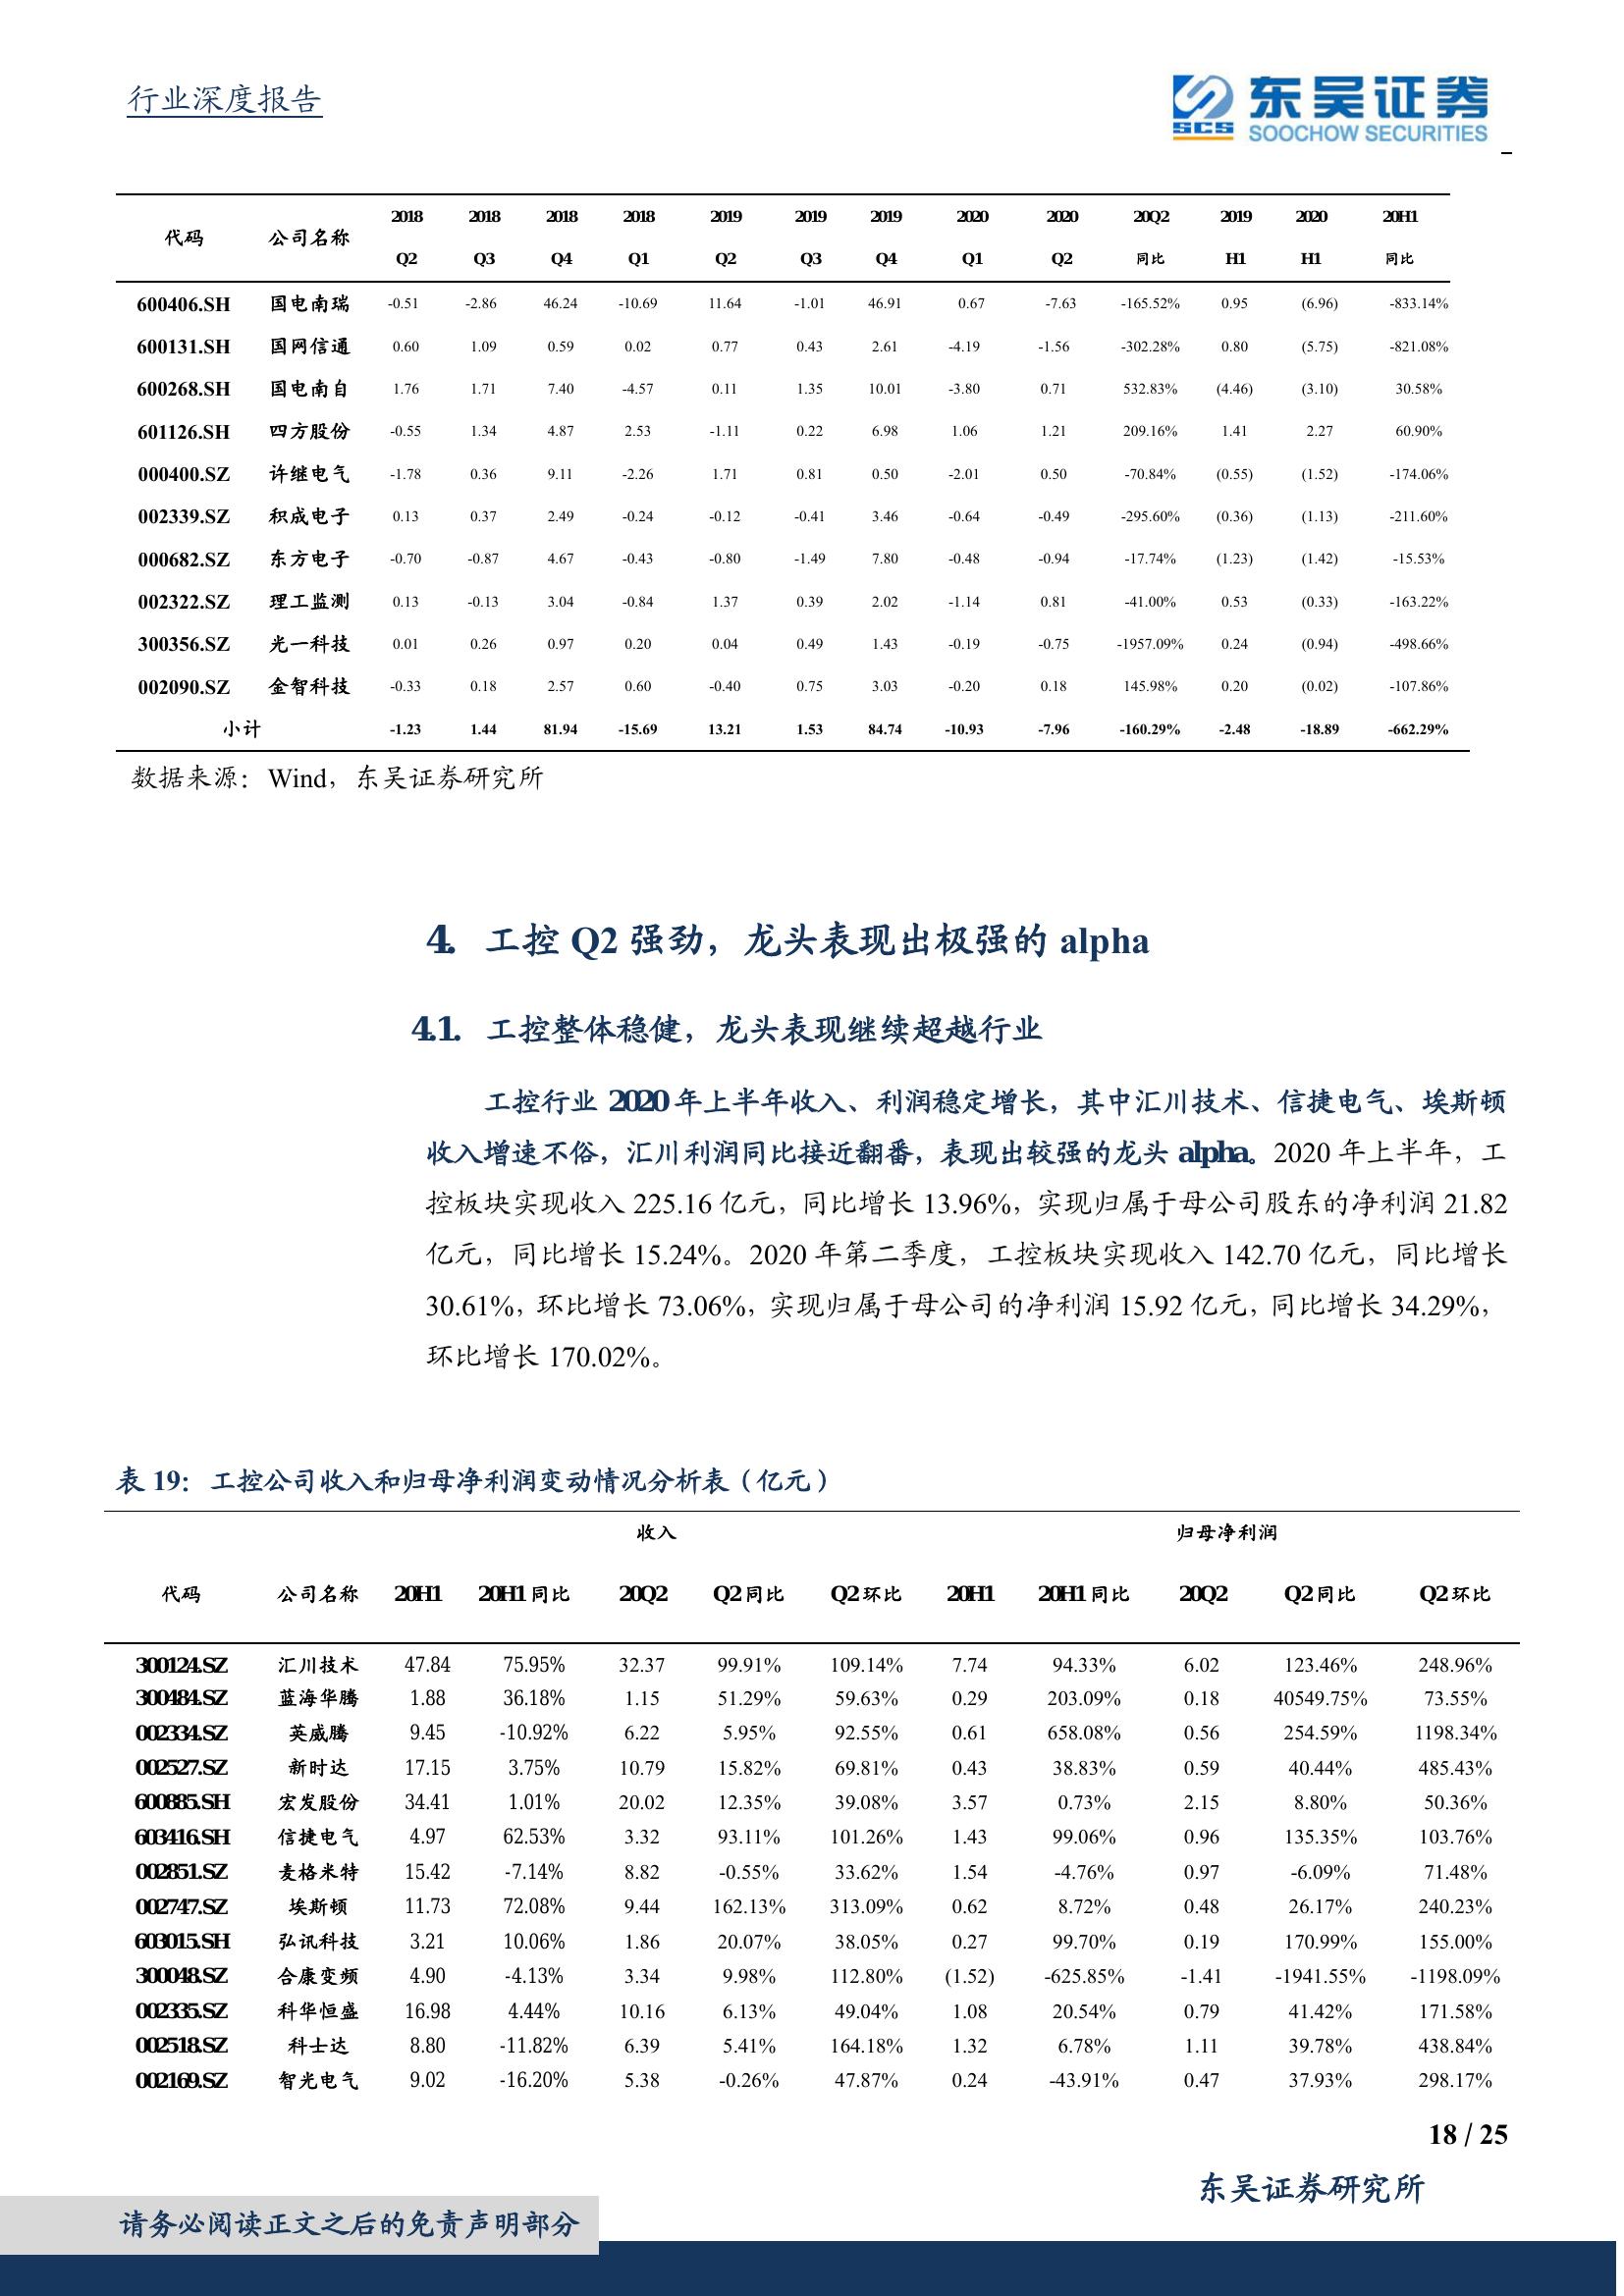 行业深度报告
东吴证券
SCS SOOCHOW SECURITIES
代码 公司名称 2018 Q2 2018 Q3 2018 Q4 2018 Q1 2019 Q2 2019 Q3 2019 Q4 2020 Q1 2020 Q2 20Q2 同比 2019 H1 2020 H1 20H1 同比
600406.SH 国电南瑞 -0.51 -2.86 46.24 -10.69 11.64 -1.01 46.91 0.67 -7.63 -165.52% 0.95 (6.96) -833.14%
600131.SH 国网信通 0.60 1.09 0.59 0.02 0.77 0.43 2.61 -4.19 -1.56 -302.28% 0.80 (5.75) -821.08%
600268.SH 国电南自 1.76 1.71 7.40 -4.57 0.11 1.35 10.01 -3.80 0.71 532.83% (4.46) (3.10) 30.58%
601126.SH 四方股份 -0.55 1.34 4.87 2.53 -1.11 0.22 6.98 1.06 1.21 209.16% 1.41 2.27 60.90%
000400.SZ 许继电气 -1.78 0.36 9.11 -2.26 1.71 0.81 0.50 -2.01 0.50 -70.84% (0.55) (1.52) -174.06%
002339.SZ 积成电子 0.13 0.37 2.49 -0.24 -0.12 -0.41 3.46 -0.64 -0.49 -295.60% (0.36) (1.13) -211.60%
000682.SZ 东方电子 -0.70 -0.87 4.67 -0.43 -0.80 -1.49 7.80 -0.48 -0.94 -17.74% (1.23) (1.42) -15.53%
002322.SZ 理工监测 0.13 -0.13 3.04 -0.84 1.37 0.39 2.02 -1.14 0.81 -41.00% 0.53 (0.33) -163.22%
300356.SZ 光一科技 0.01 0.26 0.97 0.20 0.04 0.49 1.43 -0.19 -0.75 -1957.09% 0.24 (0.94) -498.66%
002090.SZ 金智科技 -0.33 0.18 2.57 0.60 -0.40 0.75 3.03 -0.20 0.18 145.98% 0.20 (0.02) -107.86%
小计 -1.23 1.44 81.94 -15.69 13.21 1.53 84.74 -10.93 -7.96 -160.29% -2.48 -18.89 -662.29%
数据来源：Wind，东吴证券研究所
4. 工控 Q2 强劲，龙头表现出极强的 alpha
4.1. 工控整体稳健，龙头表现继续超越行业
工控行业 2020 年上半年收入、利润稳定增长，其中汇川技术、信捷电气、埃斯顿
收入增速不俗，汇川利润同比接近翻番，表现出较强的龙头 alpha。2020 年上半年，工
控板块实现收入 225.16 亿元，同比增长 13.96%，实现归属于母公司股东的净利润 21.82
亿元，同比增长 15.24%。2020 年第二季度，工控板块实现收入 142.70 亿元，同比增长
30.61%，环比增长 73.06%，实现归属于母公司的净利润 15.92 亿元，同比增长 34.29%，
环比增长 170.02%。
表 19：工控公司收入和归母净利润变动情况分析表（亿元）
收入 归母净利润
代码 公司名称 20H1 20H1 同比 20Q2 Q2 同比 Q2 环比 20H1 20H1 同比 20Q2 Q2 同比 Q2 环比
300124.SZ 汇川技术 47.84 75.95% 32.37 99.91% 109.14% 7.74 94.33% 6.02 123.46% 248.96%
300484.SZ 蓝海华腾 1.88 36.18% 1.15 51.29% 59.63% 0.29 203.09% 0.18 40549.75% 73.55%
002334.SZ 英威腾 9.45 -10.92% 6.22 5.95% 92.55% 0.61 658.08% 0.56 254.59% 1198.34%
002527.SZ 新时达 17.15 3.75% 10.79 15.82% 69.81% 0.43 38.83% 0.59 40.44% 485.43%
600885.SH 宏发股份 34.41 1.01% 20.02 12.35% 39.08% 3.57 0.73% 2.15 8.80% 50.36%
603416.SH 信捷电气 4.97 62.53% 3.32 93.11% 101.26% 1.43 99.06% 0.96 135.35% 103.76%
002851.SZ 麦格米特 15.42 -7.14% 8.82 -0.55% 33.62% 1.54 -4.76% 0.97 -6.09% 71.48%
002747.SZ 埃斯顿 11.73 72.08% 9.44 162.13% 313.09% 0.62 8.72% 0.48 26.17% 240.23%
603015.SH 弘讯科技 3.21 10.06% 1.86 20.07% 38.05% 0.27 99.70% 0.19 170.99% 155.00%
300048.SZ 合康变频 4.90 -4.13% 3.34 9.98% 112.80% (1.52) -625.85% -1.41 -1941.55% -1198.09%
002335.SZ 科华恒盛 16.98 4.44% 10.16 6.13% 49.04% 1.08 20.54% 0.79 41.42% 171.58%
002518.SZ 科士达 8.80 -11.82% 6.39 5.41% 164.18% 1.32 6.78% 1.11 39.78% 438.84%
002169.SZ 智光电气 9.02 -16.20% 5.38 -0.26% 47.87% 0.24 -43.91% 0.47 37.93% 298.17%
18 / 25
东吴证券研究所
请务必阅读正文之后的免责声明部分